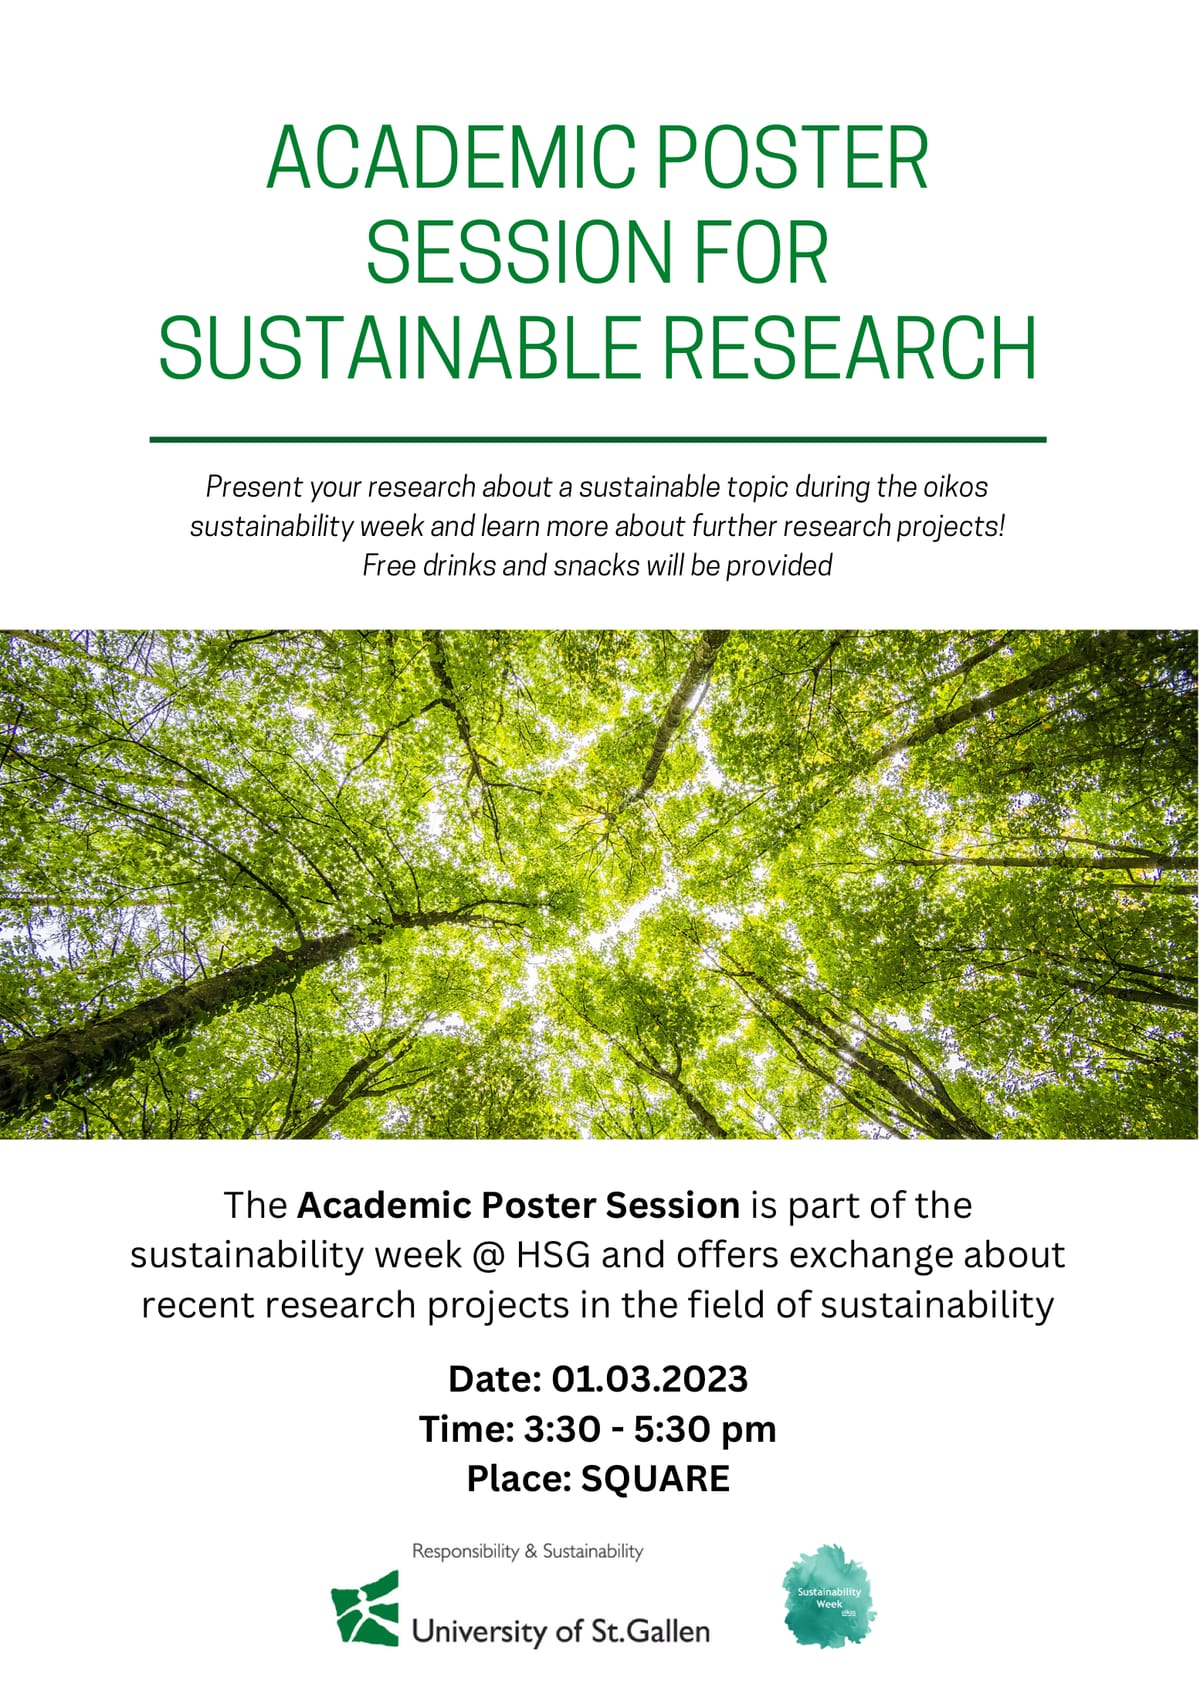 ACADEMIC POSTER
SESSION FOR
SUSTAINABLE RESEARCH
Present your research about a sustainable topic during the oikos
sustainability week and learn more about further research projects!
Free drinks and snacks will be provided
The Academic Poster Session is part of the
sustainability week @ HSG and offers exchange about
recent research projects in the field of sustainability
Date: 01.03.2023
Time: 3:30 - 5:30 pm
Place: SQUARE
Responsibility & Sustainability
University of St.Gallen
Sustainability
Week
oikos